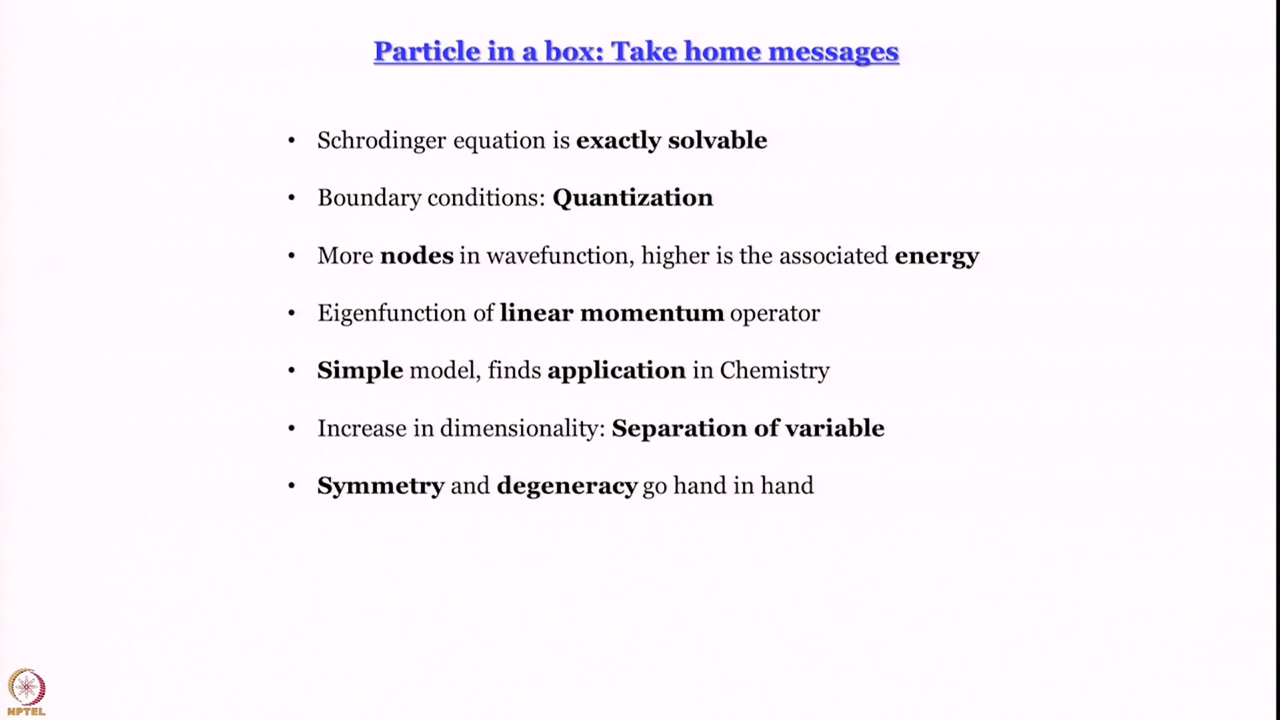 Particle in a box: Take home messages
• Schrodinger equation is exactly solvable
• Boundary conditions: Quantization
• More nodes in wavefunction, higher is the associated energy
• Eigenfunction of linear momentum operator
• Simple model, finds application in Chemistry
• Increase in dimensionality: Separation of variable
• Symmetry and degeneracy go hand in hand
NPTEL